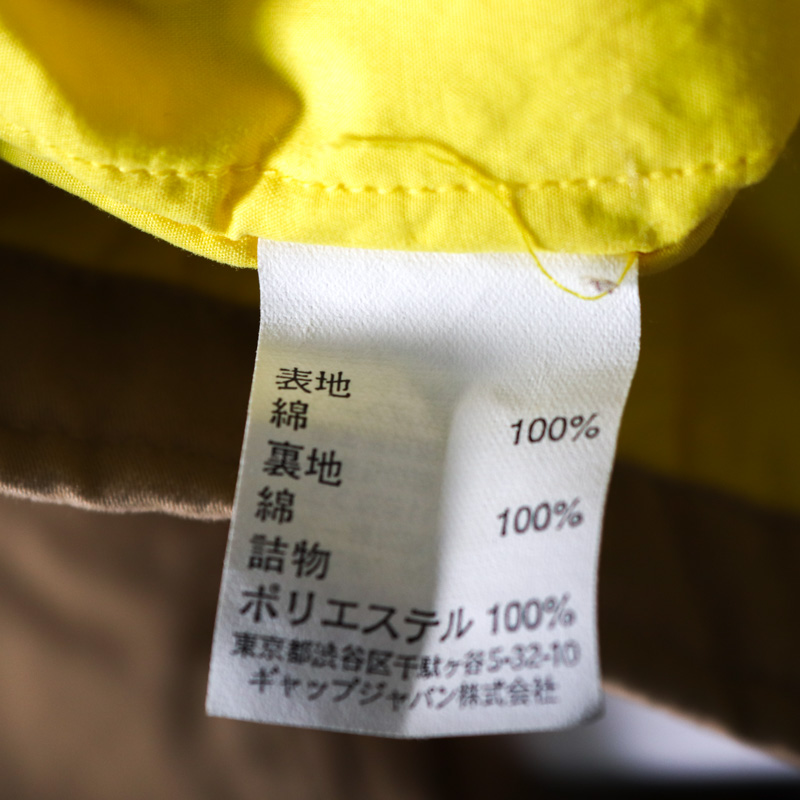 表地
綿 100%
裏地
綿 100%
詰物
ポリエステル 100%
東京都渋谷区千駄ヶ谷5-32-10
ギャップジャパン株式会社